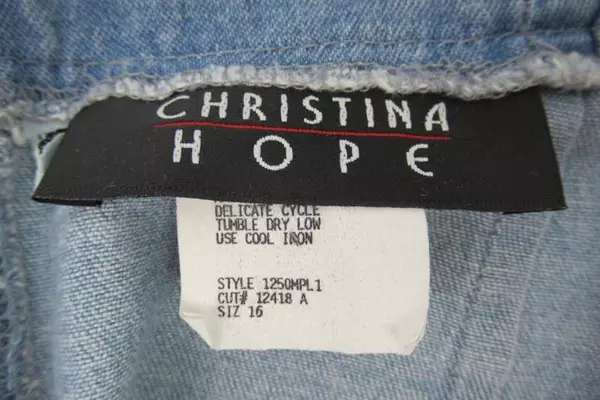 CHRISTINA
HOPE
DELICATE CYCLE
TUMBLE DRY LOW
USE COOL IRON
STYLE 1250MPL1
CUT# 12418 A
SIZ 16